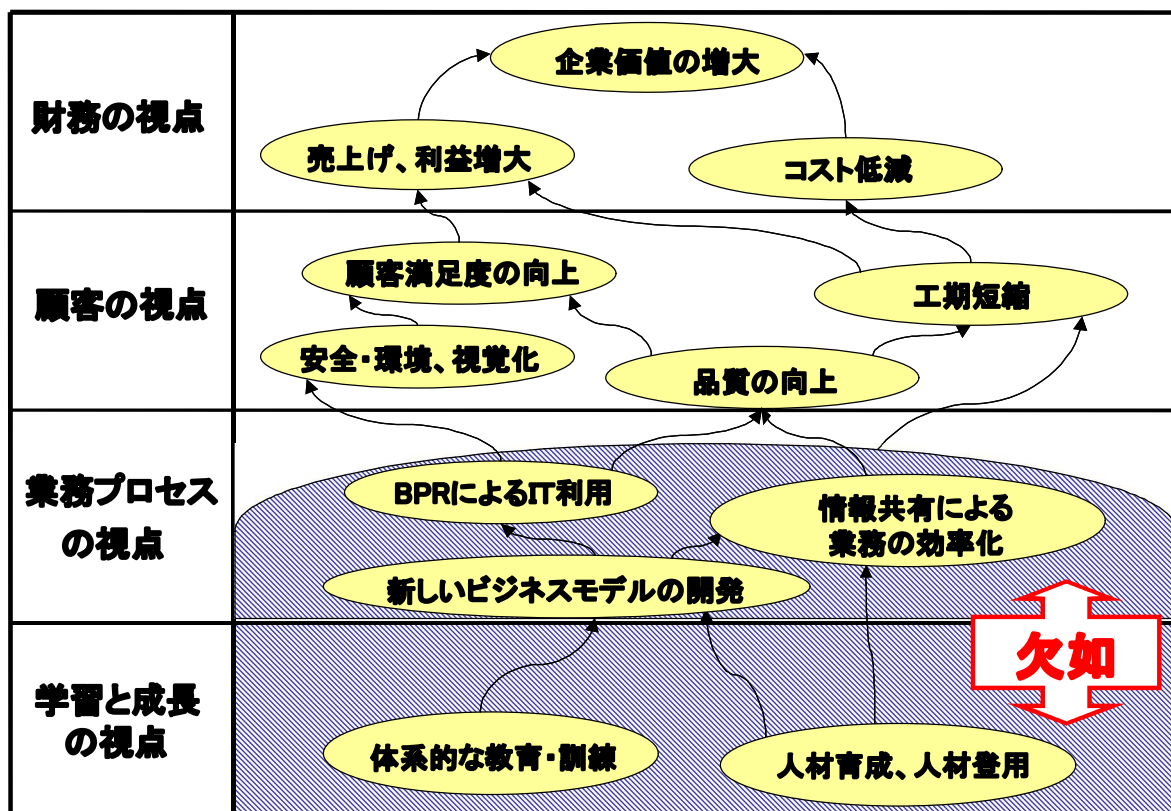 企業価値の増大
財務の視点
売上げ、利益増大
コスト低減
顧客満足度の向上
顧客の視点
工期短縮
安全・環境、視覚化
品質の向上
業務プロセス
の視点
BPRによるIT利用
情報共有による
業務の効率化
新しいビジネスモデルの開発
欠如
学習と成長
の視点
体系的な教育・訓練
人材育成、人材登用